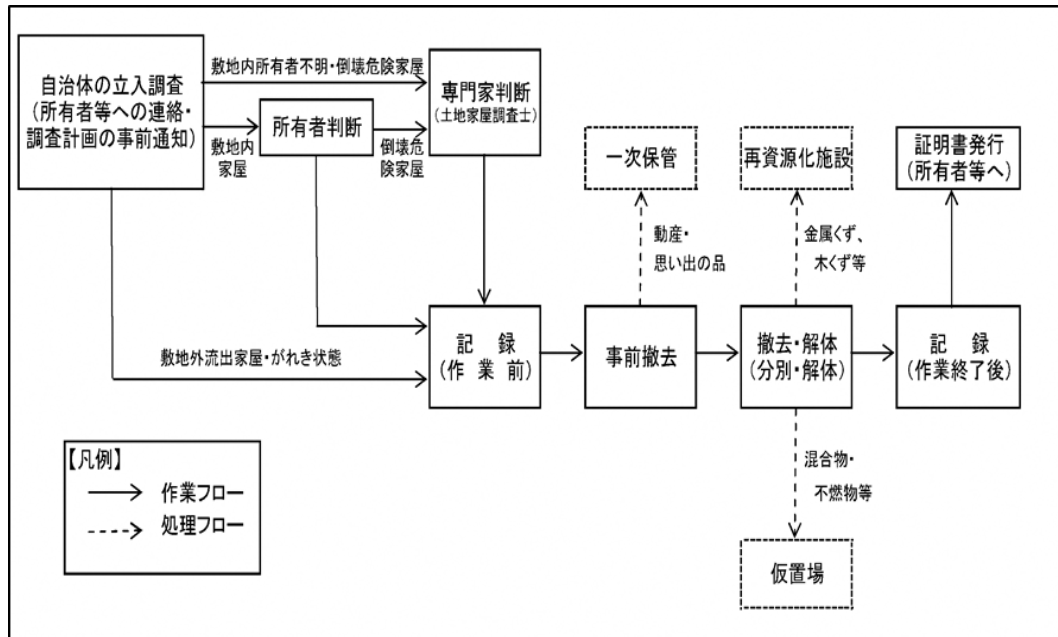 自治体の立入調査
(所有者等への連絡・
調査計画の事前通知)
敷地内所有者不明・倒壊危険家屋
敷地内
家屋
所有者判断
倒壊危
険家屋
専門家判断
(土地家屋調査士)
一次保管
再資源化施設
証明書発行
(所有者等へ)
動産・
思い出の品
金属くず、
木くず等
敷地外流出家屋・がれき状態
記 録
(作 業 前)
事前撤去
撤去・解体
(分別・解体)
記 録
(作業終了後)
混合物・
不燃物等
仮置場
【凡例】
作業フロー
処理フロー